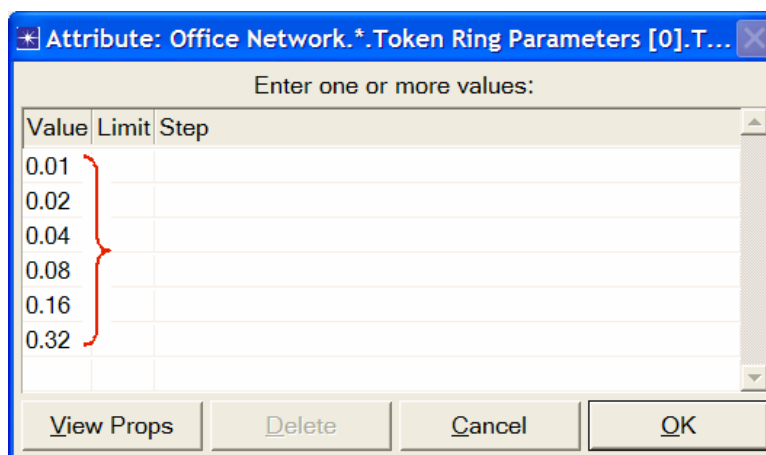 Attribute: Office Network.*.Token Ring Parameters [0].T...
Enter one or more values:
Value Limit Step
0.01
0.02
0.04
0.08
0.16
0.32
View Props Delete Cancel OK